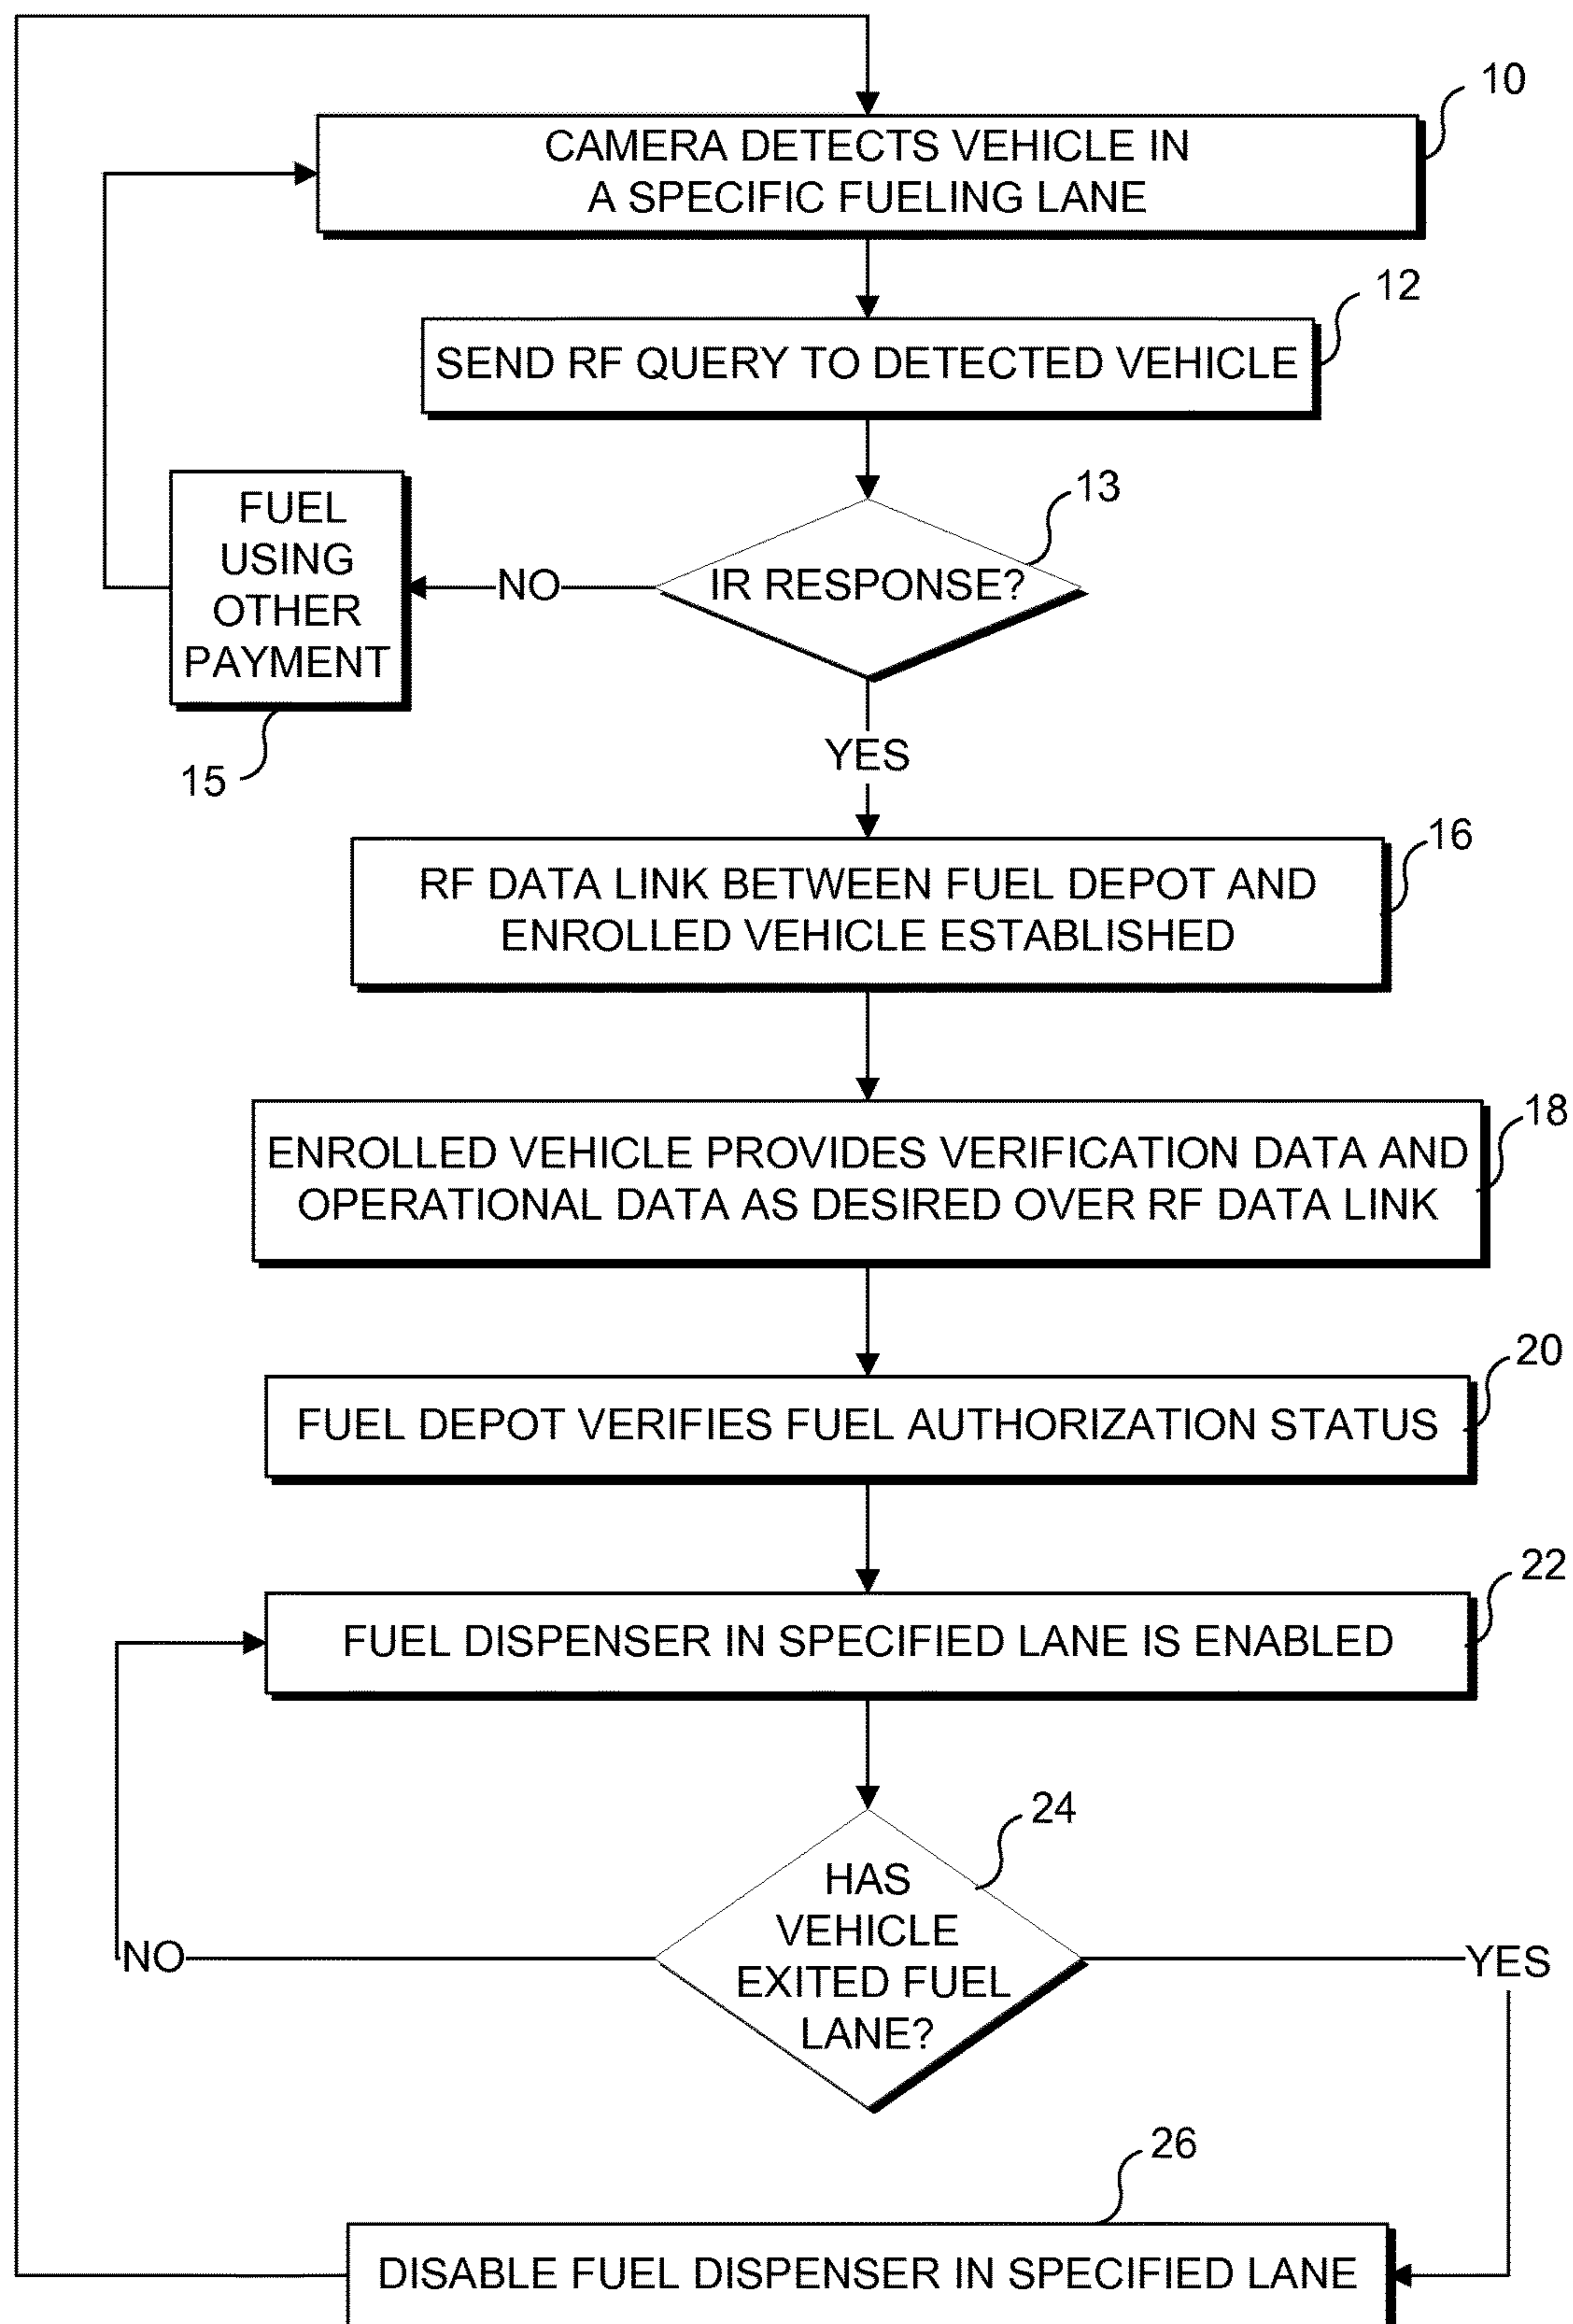 10
CAMERA DETECTS VEHICLE IN
A SPECIFIC FUELING LANE
12
SEND RF QUERY TO DETECTED VEHICLE
13
IR RESPONSE?
NO
FUEL
USING
OTHER
PAYMENT
15
YES
16
RF DATA LINK BETWEEN FUEL DEPOT AND
ENROLLED VEHICLE ESTABLISHED
18
ENROLLED VEHICLE PROVIDES VERIFICATION DATA AND
OPERATIONAL DATA AS DESIRED OVER RF DATA LINK
20
FUEL DEPOT VERIFIES FUEL AUTHORIZATION STATUS
22
FUEL DISPENSER IN SPECIFIED LANE IS ENABLED
24
HAS
VEHICLE
EXITED FUEL
LANE?
NO
YES
26
DISABLE FUEL DISPENSER IN SPECIFIED LANE